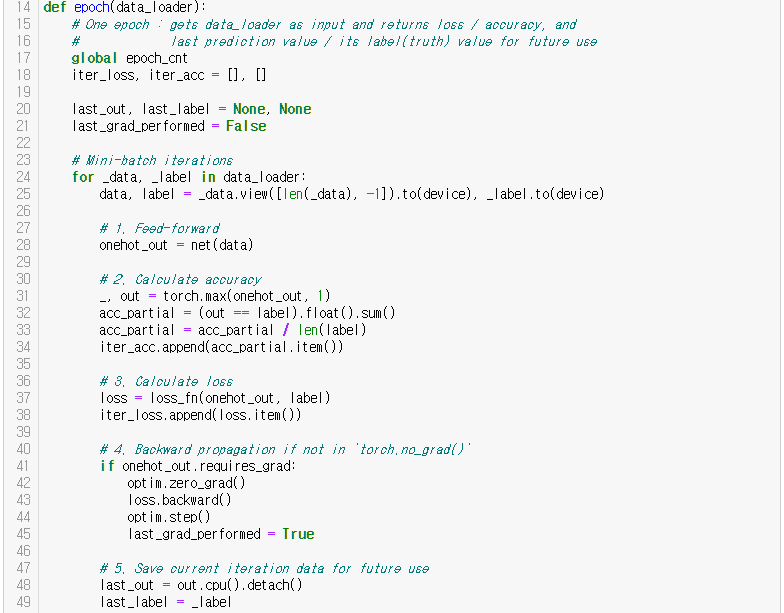 14 def epoch(data_loader):
15     # One epoch : gets data_loader as input and returns loss / accuracy, and
16     #             last prediction value / its label(truth) value for future use
17     global epoch_cnt
18     iter_loss, iter_acc = [], []
19
20     last_out, last_label = None, None
21     last_grad_performed = False
22
23     # Mini-batch iterations
24     for _data, _label in data_loader:
25         data, label = _data.view([len(_data), -1]).to(device), _label.to(device)
26
27         # 1. Feed-forward
28         onehot_out = net(data)
29
30         # 2. Calculate accuracy
31         _, out = torch.max(onehot_out, 1)
32         acc_partial = (out == label).float().sum()
33         acc_partial = acc_partial / len(label)
34         iter_acc.append(acc_partial.item())
35
36         # 3. Calculate loss
37         loss = loss_fn(onehot_out, label)
38         iter_loss.append(loss.item())
39
40         # 4. Backward propagation if not in `torch.no_grad()`
41         if onehot_out.requires_grad:
42             optim.zero_grad()
43             loss.backward()
44             optim.step()
45             last_grad_performed = True
46
47         # 5. Save current iteration data for future use
48         last_out = out.cpu().detach()
49         last_label = _label